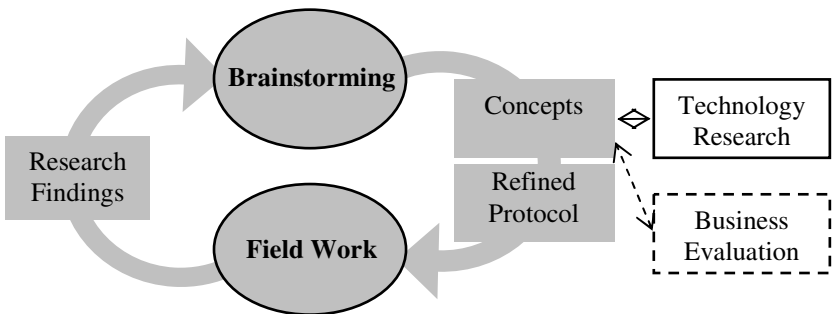 Brainstorming
Concepts
Technology
Research
Research
Findings
Refined
Protocol
Field Work
Business
Evaluation